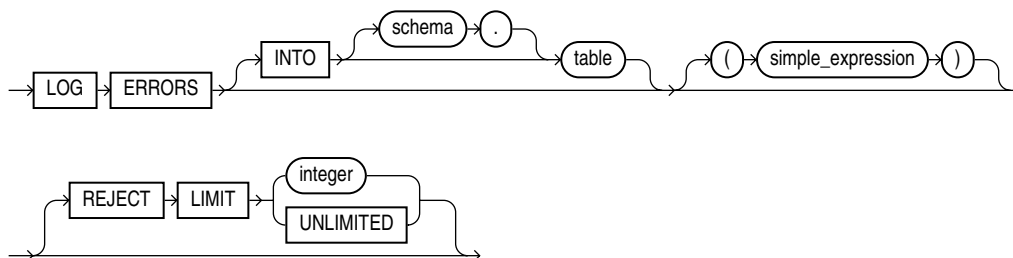 schema .
INTO table ( simple_expression )
LOG ERRORS
integer
REJECT LIMIT
UNLIMITED